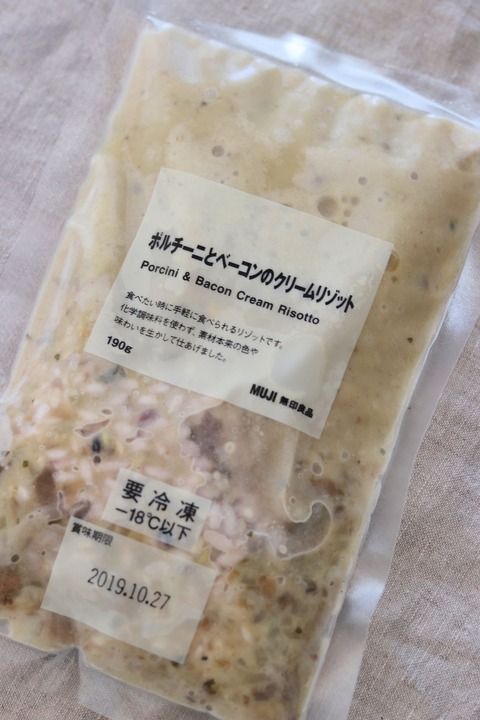 ポルチーニとベーコンのクリームリゾット
Porcini & Bacon Cream Risotto
食べたい時に手軽に食べられるリゾットです。
化学調味料を使わず、素材本来の色や
味わいを生かして仕あげました。
190g
MUJI 無印良品
要冷凍
−18℃以下
賞味期限
2019.10.27